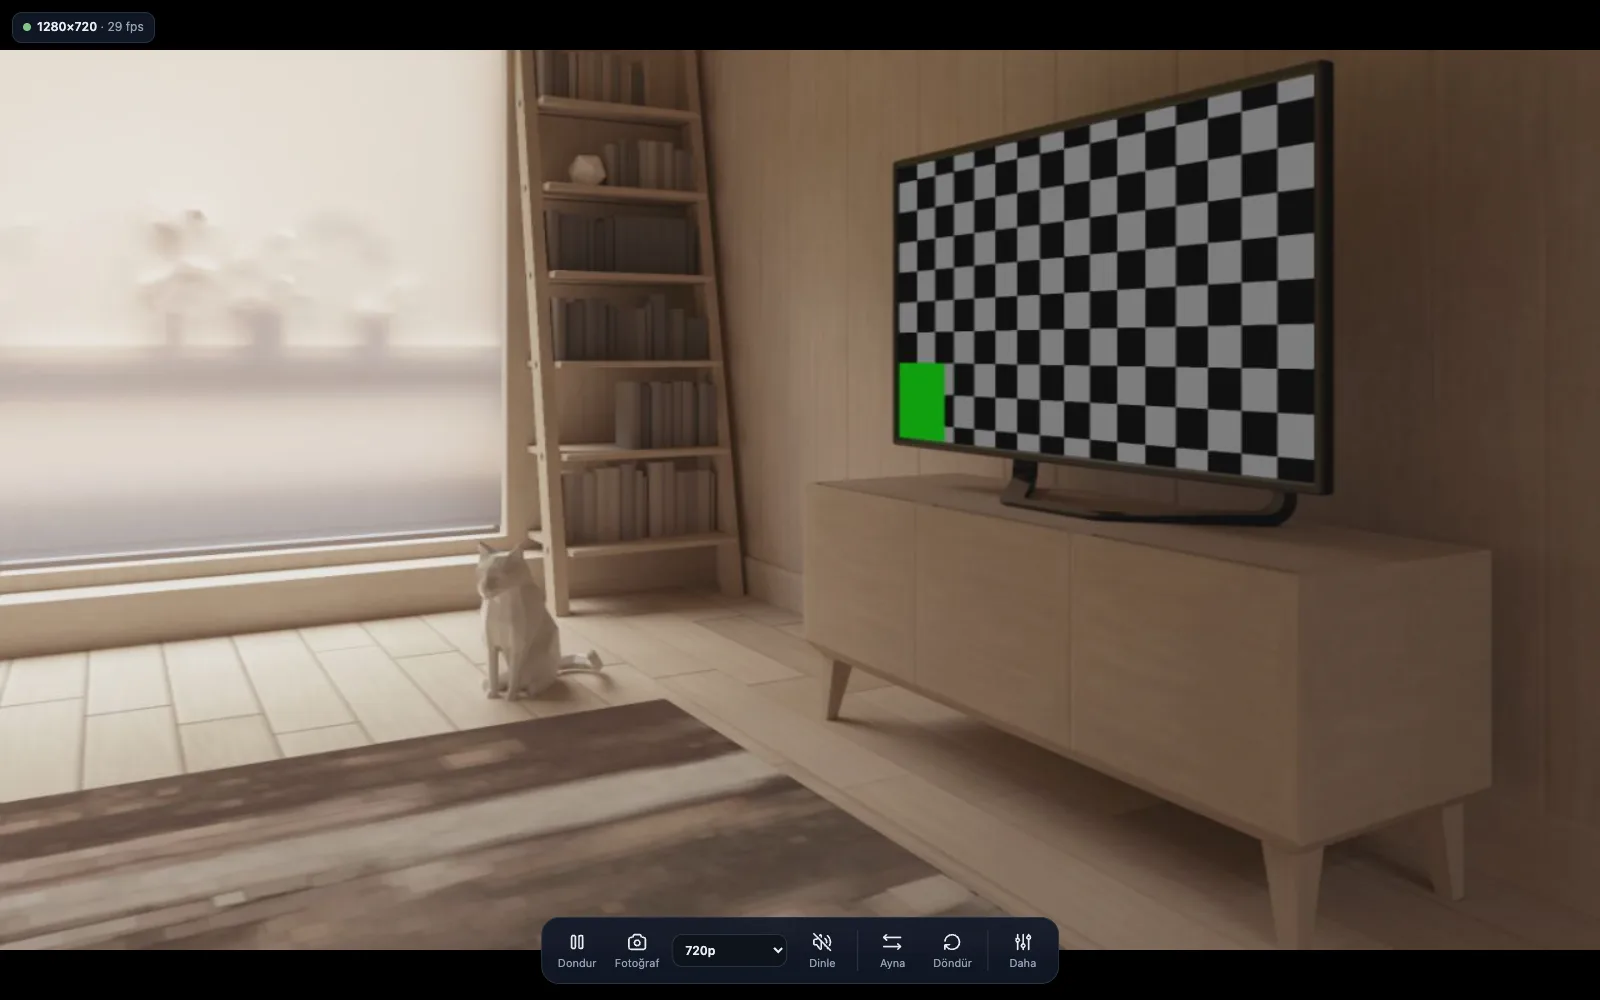 1280×720 · 29 fps
Dondur
Fotoğraf
720p
Dinle
Ayna
Döndür
Daha